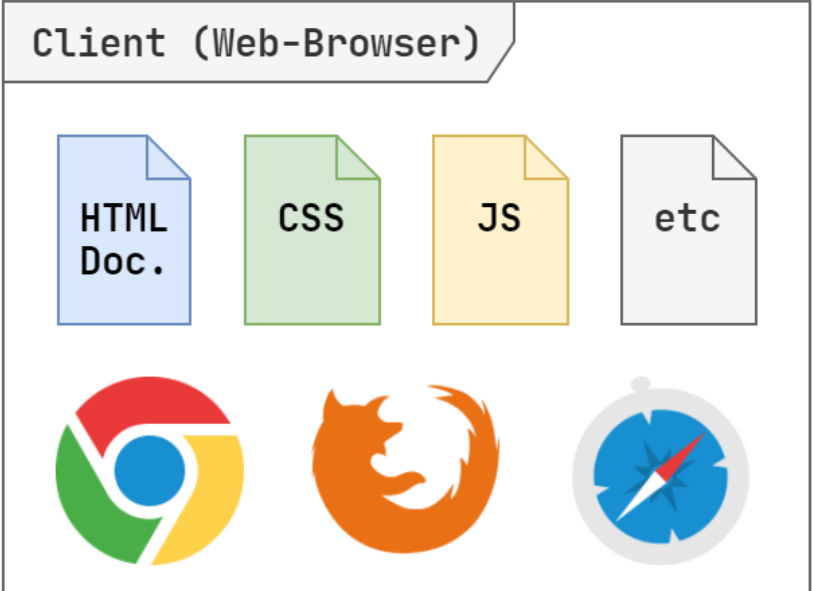 Client (Web-Browser)
HTML
Doc.
CSS
JS
etc